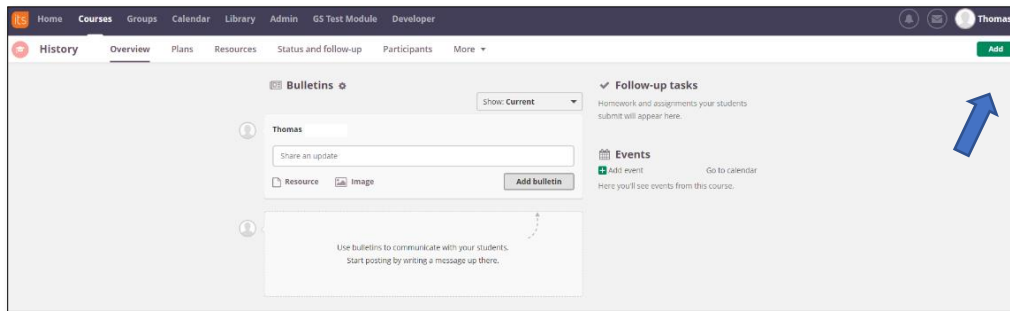 its Home Courses Groups Calendar Library Admin GS Test Module Developer Thomas
History Overview Plans Resources Status and follow-up Participants More Add
Bulletins
Show: Current
Thomas
Share an update
Resource Image Add bulletin
Use bulletins to communicate with your students.
Start posting by writing a message up there.
Follow-up tasks
Homework and assignments your students
submit will appear here.
Events
Add event Go to calendar
Here you'll see events from this course.